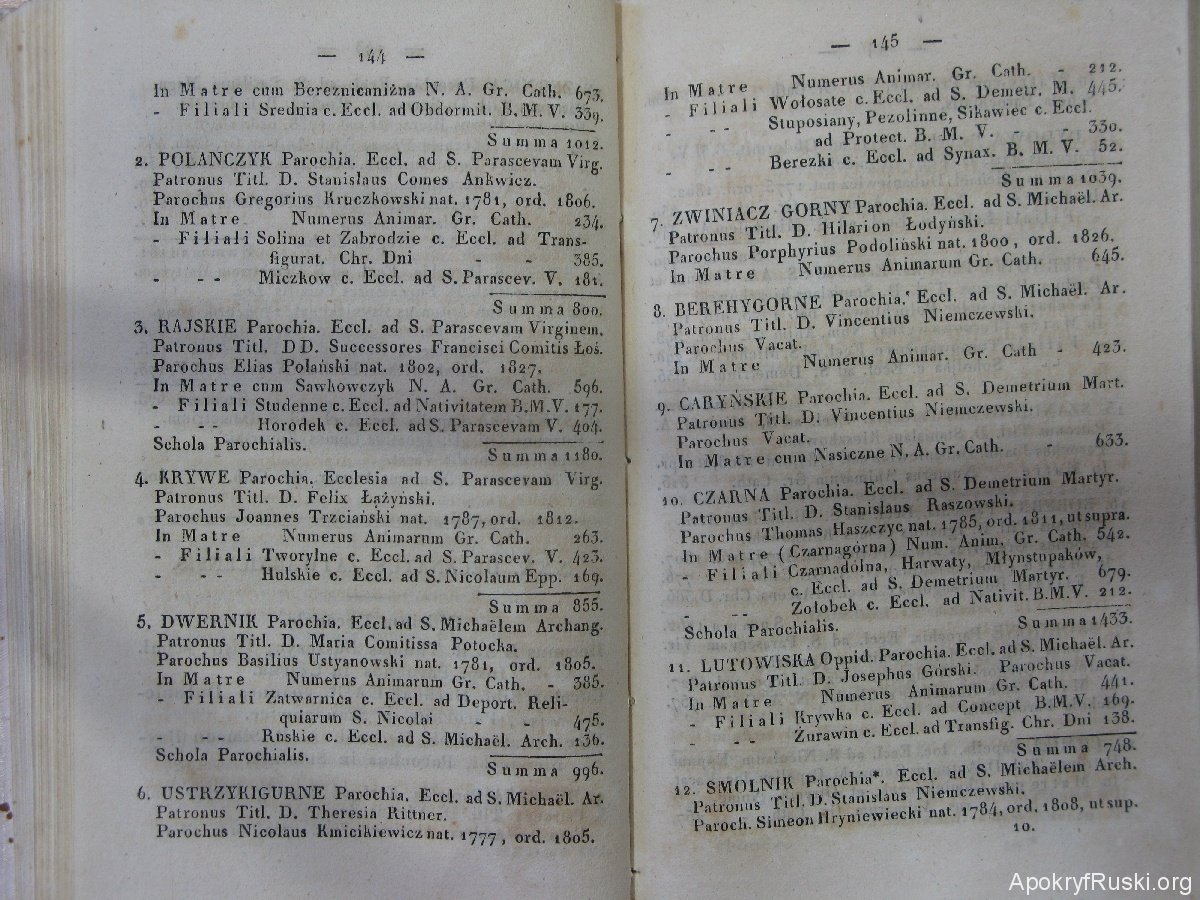 — 144 —
In Matre cum Bereznicaniżna N. A. Gr. Cath. 673.
- Filiali Srednia c. Eccl. ad Obdormit. B. M. V. 339.
Summa 1012.
2. POLANCZYK Parochia. Eccl. ad S. Parascevam Virg.
Patronus Titl. D. Stanislaus Comes Ankwicz.
Parochus Gregorius Kruczkowski nat. 1781, ord. 1806.
In Matre Numerus Animar. Gr. Cath. 234.
- Filiali Solina et Zabrodzie c. Eccl. ad Trans-
figurat. Chr. Dni - - 385.
- - - Miczkow c. Eccl. ad S. Parascev. V. 181.
Summa 800.
3. RAJSKIE Parochia. Eccl. ad S. Parascevam Virginem.
Patronus Titl. DD. Successores Francisci Comitis Łoś.
Parochus Elias Polański nat. 1802, ord. 1827.
In Matre cum Sawkowczyk N. A. Gr. Cath. 596.
- Filiali Studenne c. Eccl. ad Nativitatem B.M.V. 177.
- - - Horodek c. Eccl. ad S. Parascevam V. 404.
Schola Parochialis.
Summa 1180.
4. KRYWE Parochia. Ecclesia ad S. Parascevam Virg.
Patronus Titl. D. Felix Łążyński.
Parochus Joannes Trzciański nat. 1787, ord. 1812.
In Matre Numerus Animarum Gr. Cath. 263.
- Filiali Tworylne c. Eccl. ad S. Parascev. V. 423.
- - - Hulskie c. Eccl. ad S. Nicolaum Epp. 169.
Summa 855.
5. DWERNIK Parochia. Eccl. ad S. Michaëlem Archang.
Patronus Titl. D. Maria Comitissa Potocka.
Parochus Basilius Ustyanowski nat. 1781, ord. 1805.
In Matre Numerus Animarum Gr. Cath. - 385.
- Filiali Zatwarnica c. Eccl. ad Deport. Reli-
quiarum S. Nicolai - - 475.
- - - Ruskie c. Eccl. ad S. Michaël. Arch. 136.
Schola Parochialis.
Summa 996.
6. USTRZYKIGURNE Parochia. Eccl. ad S. Michaël. Ar.
Patronus Titl. D. Theresia Rittner.
Parochus Nicolaus Kmicikiewicz nat. 1777, ord. 1805.
— 145 —
In Matre Numerus Animar. Gr. Cath. - 212.
- Filiali Wołosate c. Eccl. ad S. Demetr. M. 445.
- - - Stuposiany, Pezolinne, Sikawiec c. Eccl.
ad Protect. B. M. V. - 330.
- - - Berezki c. Eccl. ad Synax. B. M. V. 52.
Summa 1039.
7. ZWINIACZ GORNY Parochia. Eccl. ad S. Michaël. Ar.
Patronus Titl. D. Hilarion Łodyński.
Parochus Porphyrius Podoliński nat. 1800, ord. 1826.
In Matre Numerus Animarum Gr. Cath. 645.
8. BEREHYGORNE Parochia. Eccl. ad S. Michaël. Ar.
Patronus Titl. D. Vincentius Niemczewski.
Parochus Vacat.
In Matre Numerus Animar. Gr. Cath - 423.
9. CARYŃSKIE Parochia. Eccl. ad S. Demetrium Mart.
Patronus Titl. D. Vincentius Niemczewski.
Parochus Vacat.
In Matre cum Nasiczne N. A. Gr. Cath. - 633.
10. CZARNA Parochia. Eccl. ad S. Demetrium Martyr.
Patronus Titl. D. Stanislaus Raszowski.
Parochus Thomas Haszczyc nat. 1785, ord. 1811, ut supra.
In Matre (Czarnagórna) Num. Anim. Gr. Cath. 542.
- Filiali Czarnadólna, Harwaty, Młynstupaków,
c. Eccl. ad S. Demetrium Martyr. 679.
- - Zolobek c. Eccl. ad Nativit. B.M.V. 212.
Schola Parochialis. Summa 1433.
11. LUTOWISKA Oppid. Parochia. Eccl. ad S. Michaël. Ar.
Patronus Titl. D. Josephus Górski. Parochus Vacat.
In Matre Numerus Animarum Gr. Cath. 441.
- Filiali Krywka c. Eccl. ad Concept B.M.V. 169.
- - - Żurawin c. Eccl. ad Transfig. Chr. Dni 138.
Summa 748.
12. SMOLNIK Parochia*. Eccl. ad S. Michaëlem Arch.
Patronus Titl. D. Stanislaus Niemczewski.
Paroch. Simeon Hryniewiecki nat. 1784, ord. 1808, ut sup.
10.
ApokryfRuski.org